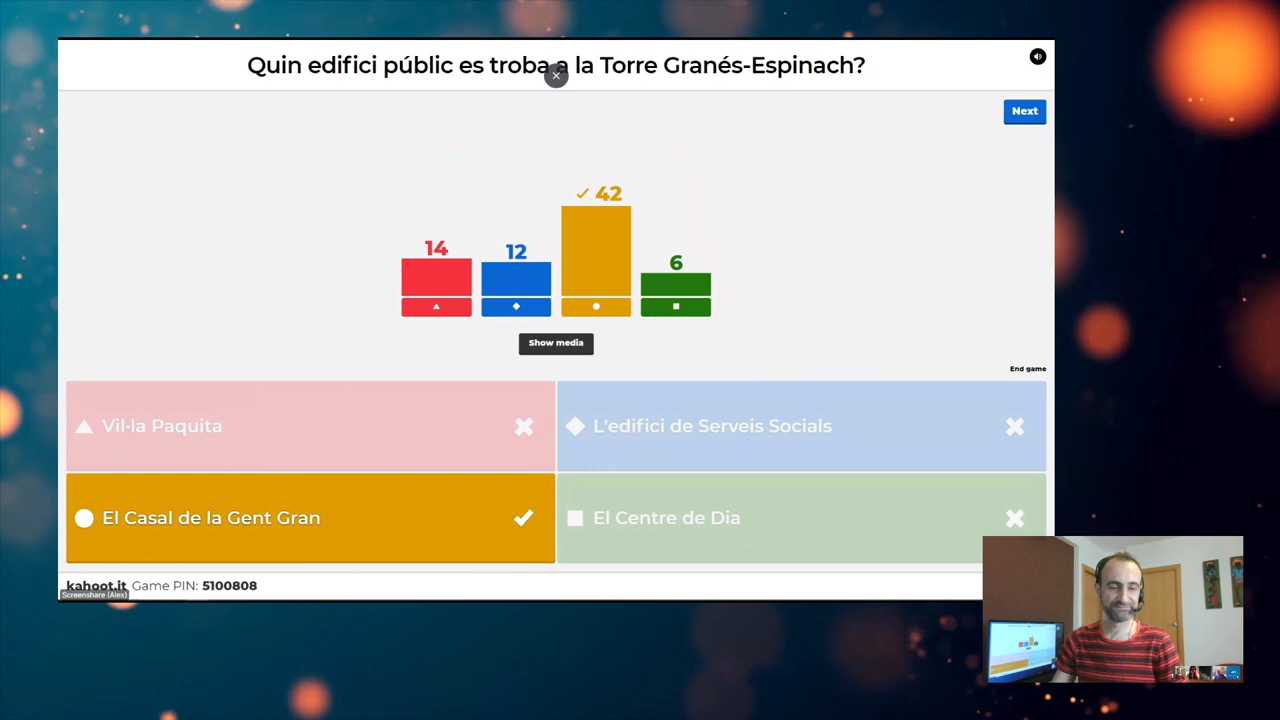 Quin edifici públic es troba a la Torre Granés-Espinach?
Next
14
12
42
6
Show media
End game
Vil·la Paquita
L'edifici de Serveis Socials
El Casal de la Gent Gran
El Centre de Dia
kahoot.it Game PIN: 5100808
Screenshare (Alex)